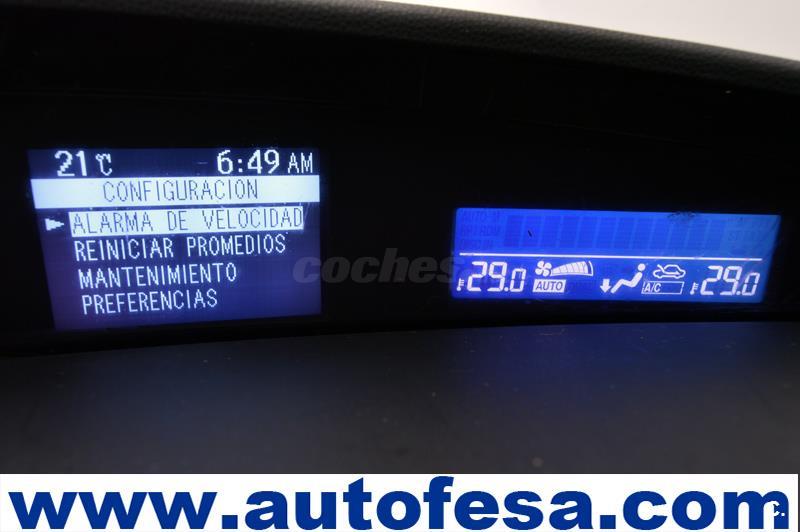 21 °C 6:49 AM
CONFIGURACION
ALARMA DE VELOCIDAD
REINICIAR PROMEDIOS
MANTENIMIENTO
PREFERENCIAS
AUTO-M
29.0 AUTO A/C 29.0
coches
www.autofesa.com